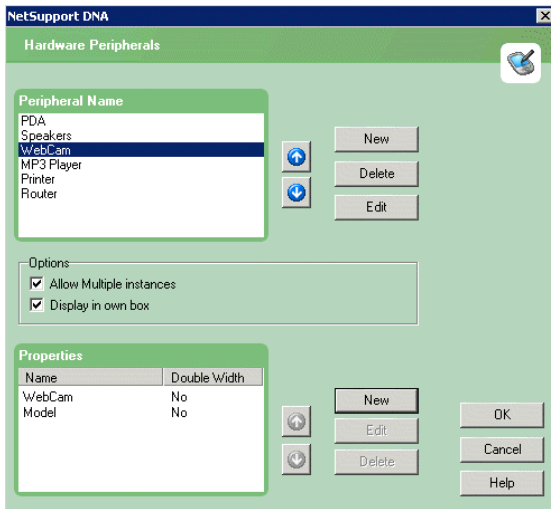 NetSupport DNA
Hardware Peripherals
Peripheral Name
PDA
Speakers
WebCam
MP3 Player
Printer
Router
New
Delete
Edit
Options
Allow Multiple instances
Display in own box
Properties
Name Double Width
WebCam No
Model No
New
Edit
Delete
OK
Cancel
Help